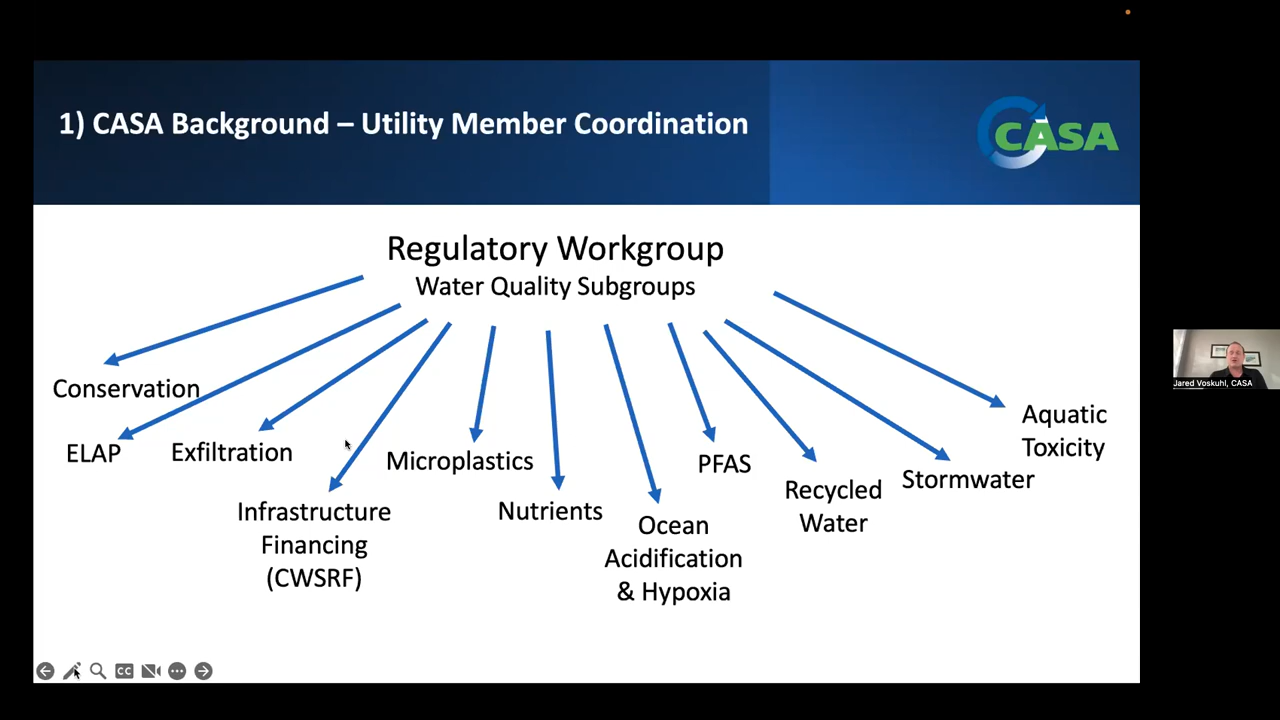 1) CASA Background – Utility Member Coordination
CASA
Regulatory Workgroup
Water Quality Subgroups
Conservation
ELAP
Exfiltration
Infrastructure
Financing
(CWSRF)
Microplastics
Nutrients
Ocean
Acidification
& Hypoxia
PFAS
Recycled
Water
Stormwater
Aquatic
Toxicity
Jared Voskuhl, CASA
CC